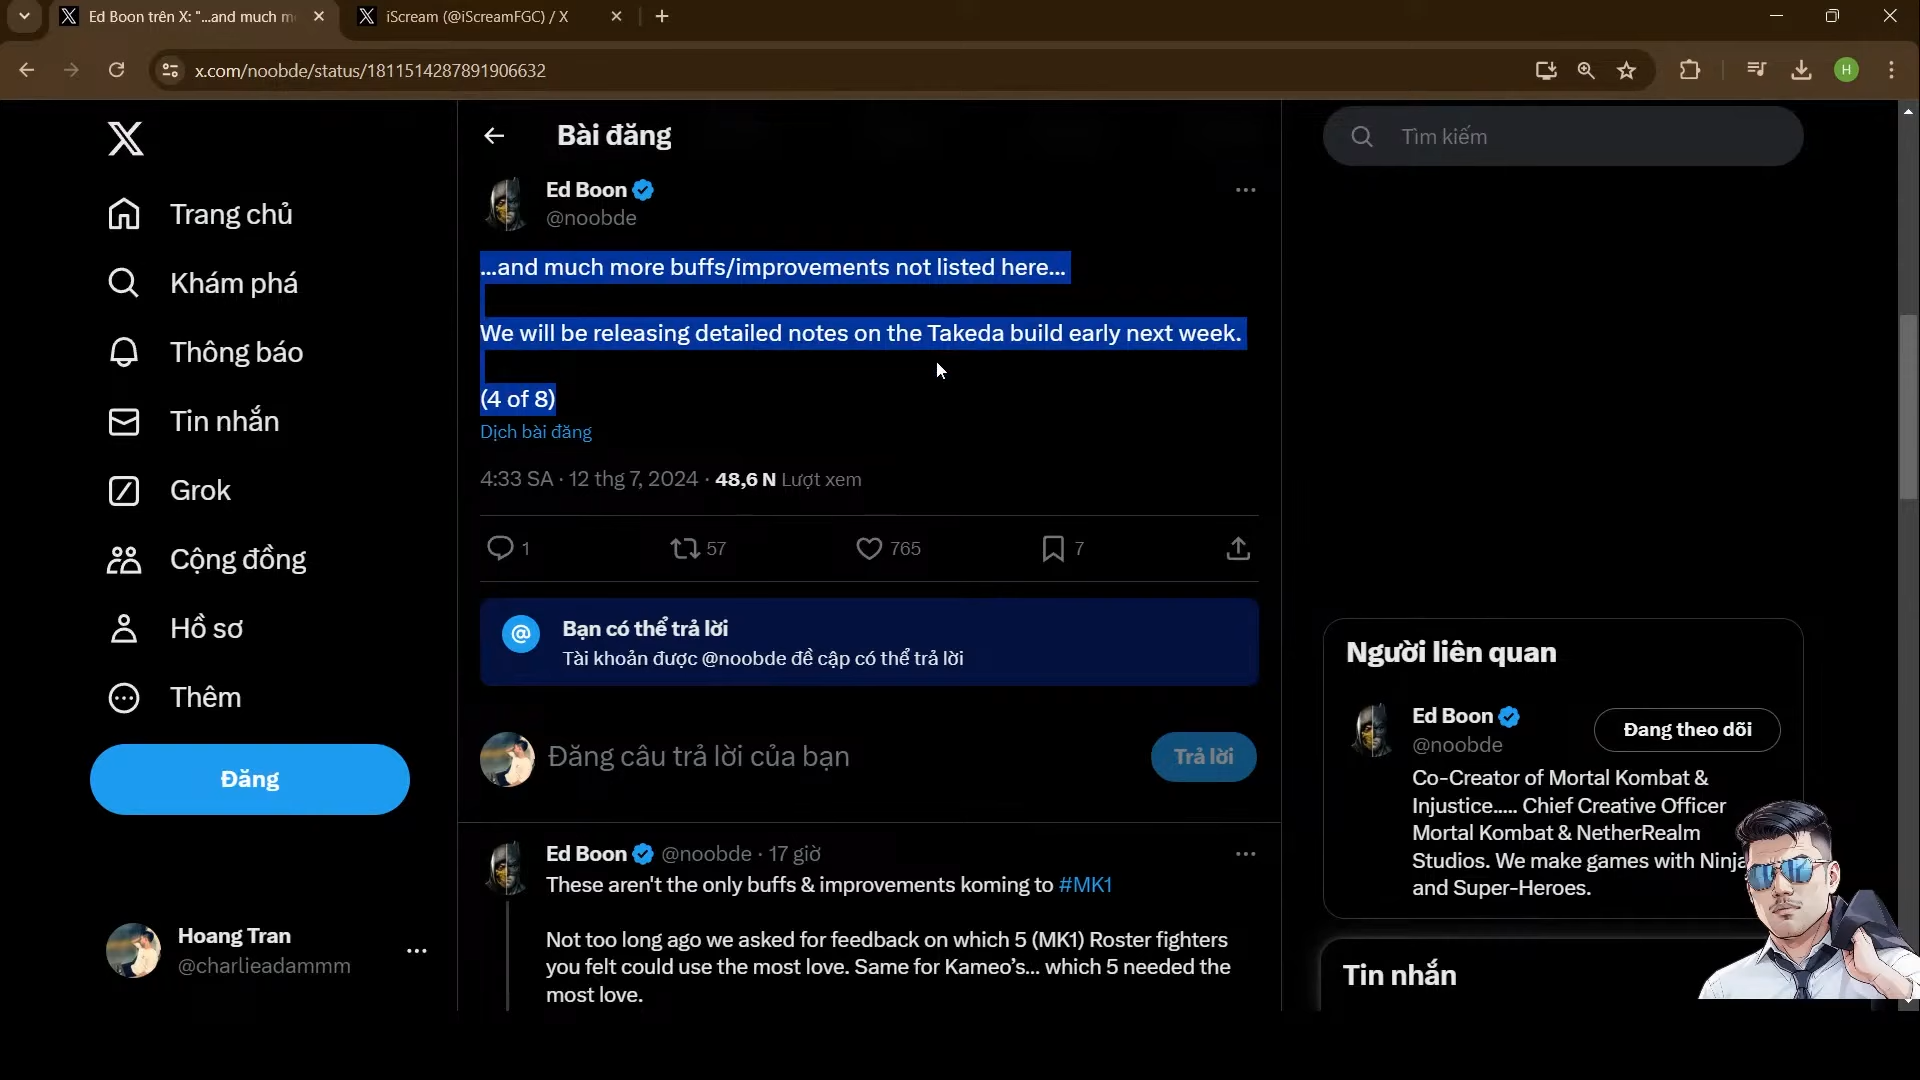 Ed Boon trên X: "...and much m
iScream (@iScreamFGC) / X
x.com/noobde/status/1811514287891906632
H
Bài đăng
Tìm kiếm
Ed Boon
@noobde
Trang chủ
Khám phá
Thông báo
Tin nhắn
Grok
Cộng đồng
Hồ sơ
Thêm
Đăng
Hoang Tran
@charlieadammm
...and much more buffs/improvements not listed here...
We will be releasing detailed notes on the Takeda build early next week.
(4 of 8)
Dịch bài đăng
4:33 SA · 12 thg 7, 2024 · 48,6 N Lượt xem
1 57 765 7
@
Bạn có thể trả lời
Tài khoản được @noobde đề cập có thể trả lời
Đăng câu trả lời của bạn
Trả lời
Ed Boon @noobde · 17 giờ
These aren't the only buffs & improvements koming to #MK1
Not too long ago we asked for feedback on which 5 (MK1) Roster fighters
you felt could use the most love. Same for Kameo's... which 5 needed the
most love.
Người liên quan
Ed Boon
@noobde
Đang theo dõi
Co-Creator of Mortal Kombat &
Injustice..... Chief Creative Officer
Mortal Kombat & NetherRealm
Studios. We make games with Ninja
and Super-Heroes.
Tin nhắn